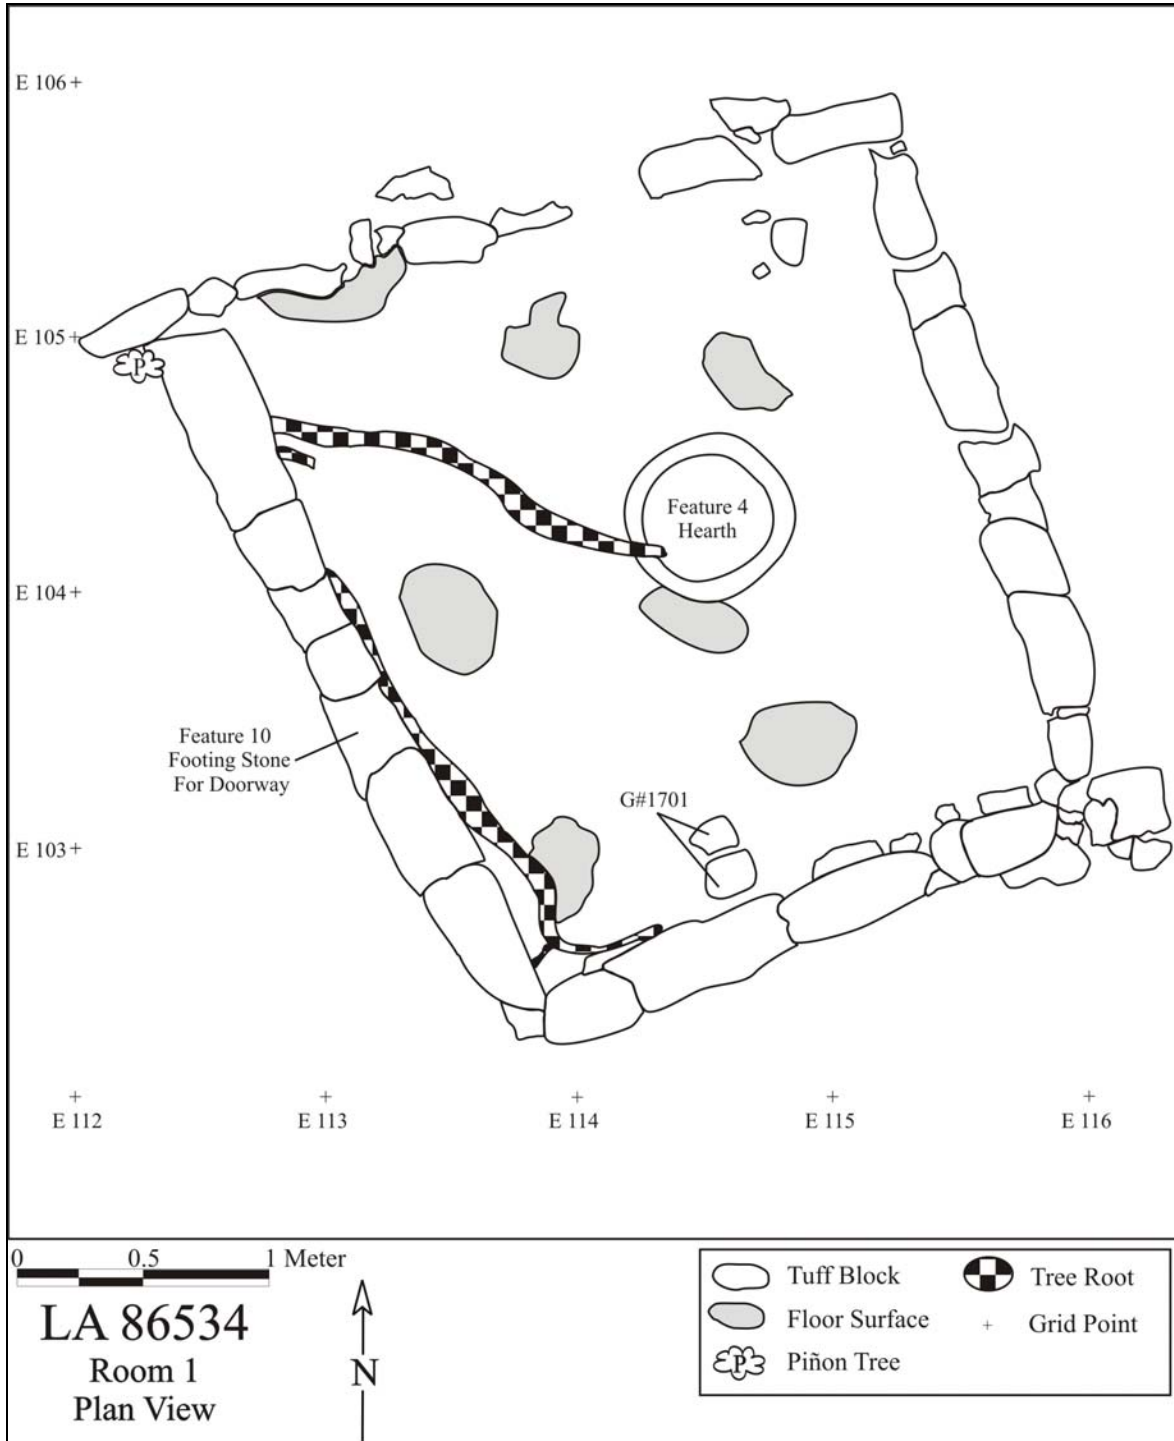 E 106
E 105
Feature 4
Hearth
E 104
Feature 10
Footing Stone
For Doorway
G#1701
E 103
E 112
E 113
E 114
E 115
E 116
0 0.5 1 Meter
LA 86534
Room 1
Plan View
N
Tuff Block
Floor Surface
P Piñon Tree
Tree Root
+ Grid Point
P